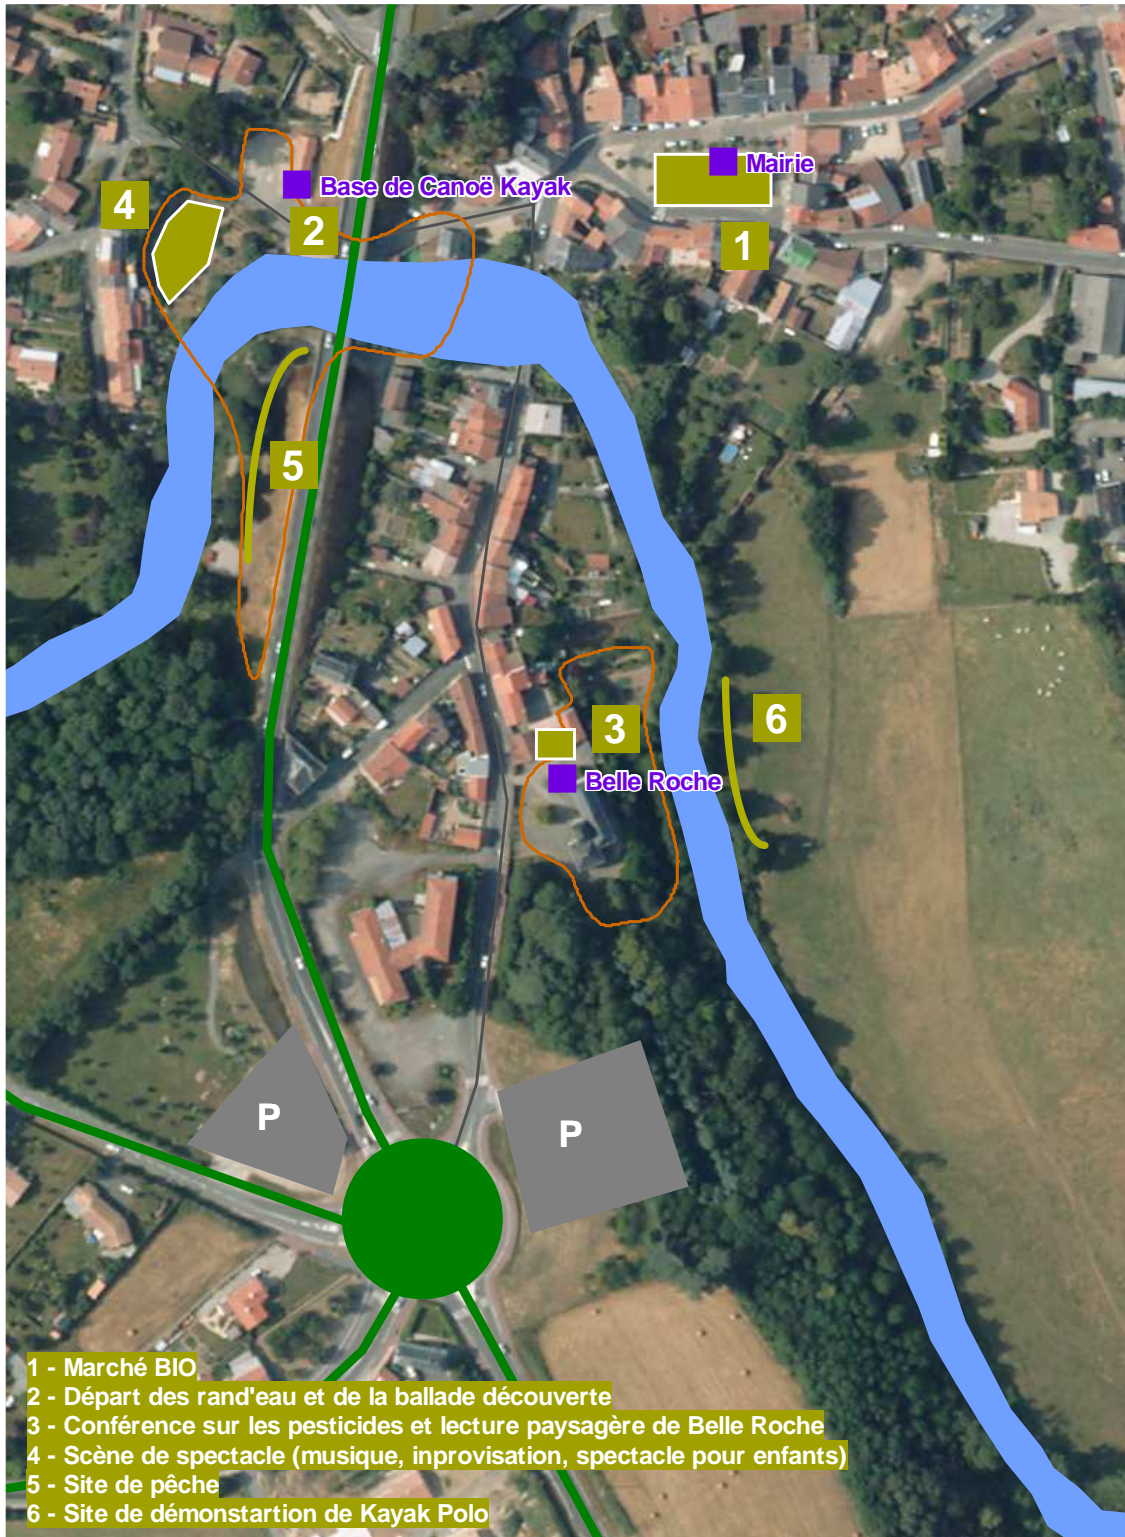 Mairie
4
Base de Canoë Kayak
2
1
5
6
3
Belle Roche
P
P
1 - Marché BIO
2 - Départ des rand'eau et de la ballade découverte
3 - Conférence sur les pesticides et lecture paysagère de Belle Roche
4 - Scène de spectacle (musique, inprovisation, spectacle pour enfants)
5 - Site de pêche
6 - Site de démonstartion de Kayak Polo